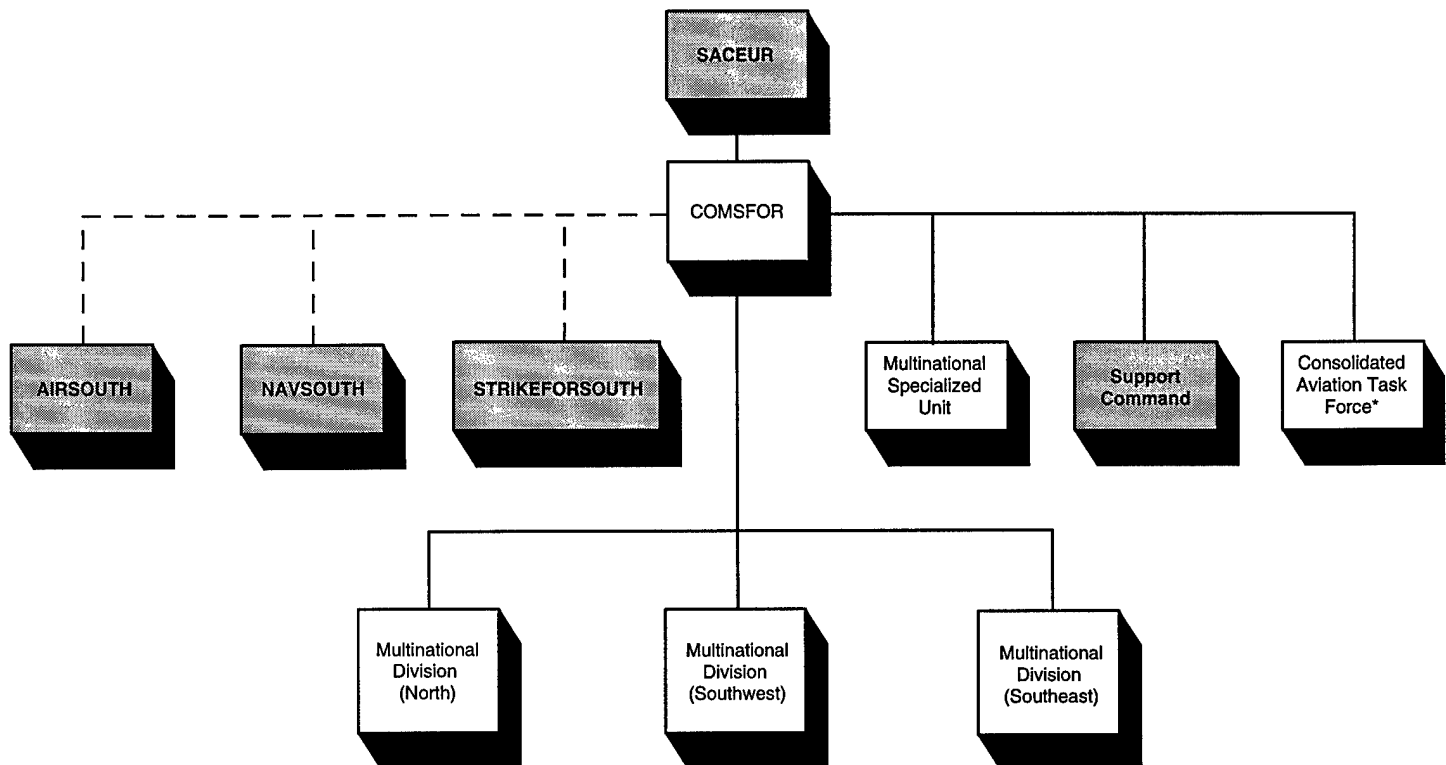 SACEUR
COMSFOR
AIRSOUTH
NAVSOUTH
STRIKEFORSOUTH
Multinational
Specialized
Unit
Support
Command
Consolidated
Aviation Task
Force*
Multinational
Division
(North)
Multinational
Division
(Southwest)
Multinational
Division
(Southeast)